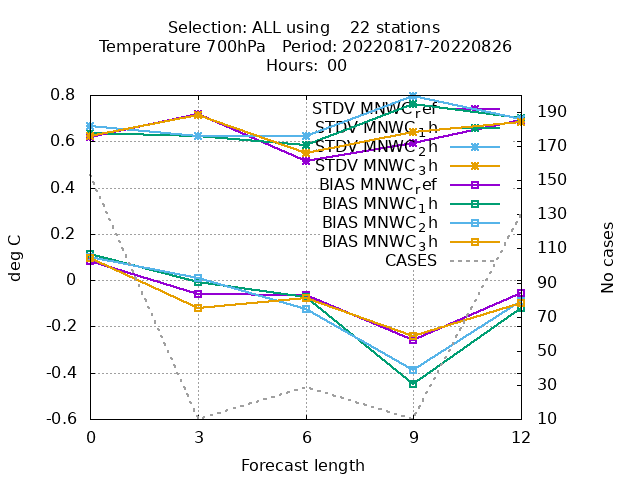 Selection: ALL using    22 stations
Temperature 700hPa   Period: 20220817-20220826
Hours:  00
0.8
0.6
0.4
0.2
0
-0.2
-0.4
-0.6
deg C
STDV MNWC_ref
STDV MNWC_1h
STDV MNWC_2h
STDV MNWC_3h
BIAS MNWC_ref
BIAS MNWC_1h
BIAS MNWC_2h
BIAS MNWC_3h
CASES
190
170
150
130
110
90
70
50
30
10
No cases
0 3 6 9 12
Forecast length